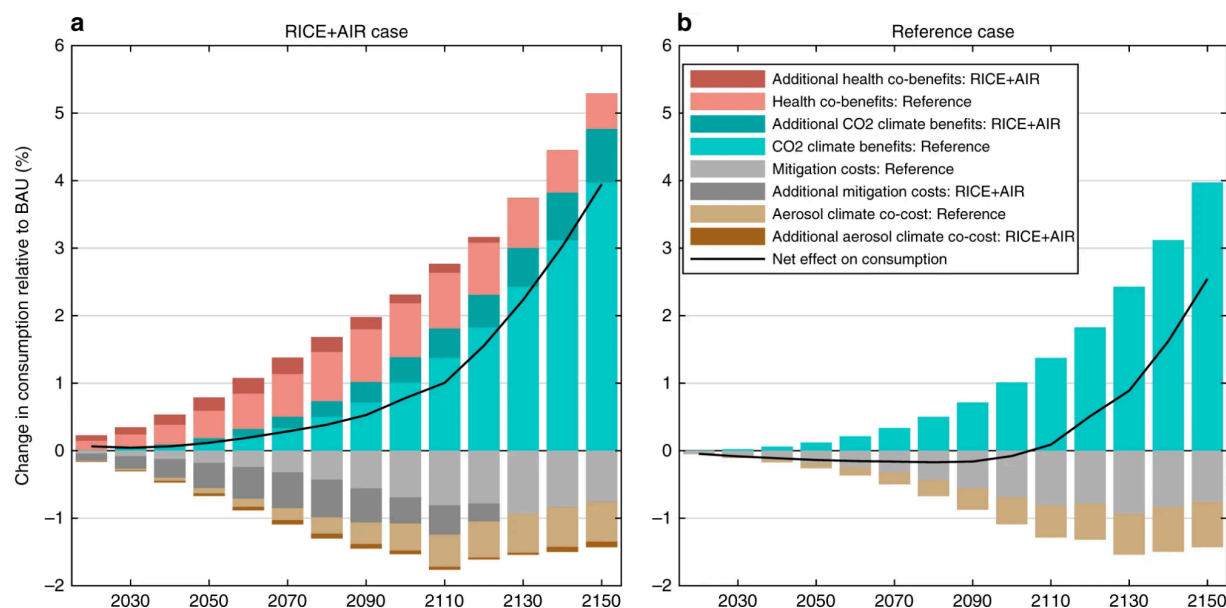 a
RICE+AIR case
Change in consumption relative to BAU (%)
6
5
4
3
2
1
0
−1
−2
2030
2050
2070
2090
2110
2130
2150
b
Reference case
6
5
4
3
2
1
0
−1
−2
Additional health co-benefits: RICE+AIR
Health co-benefits: Reference
Additional CO2 climate benefits: RICE+AIR
CO2 climate benefits: Reference
Mitigation costs: Reference
Additional mitigation costs: RICE+AIR
Aerosol climate co-cost: Reference
Additional aerosol climate co-cost: RICE+AIR
Net effect on consumption
2030
2050
2070
2090
2110
2130
2150